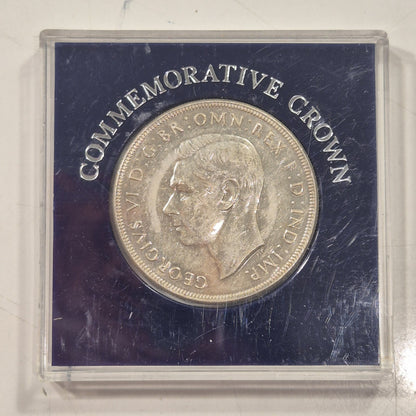 COMMEMORATIVE CROWN
GEORGIVS VI D:G:BR:OMN:REX F:D:IND:IMP.